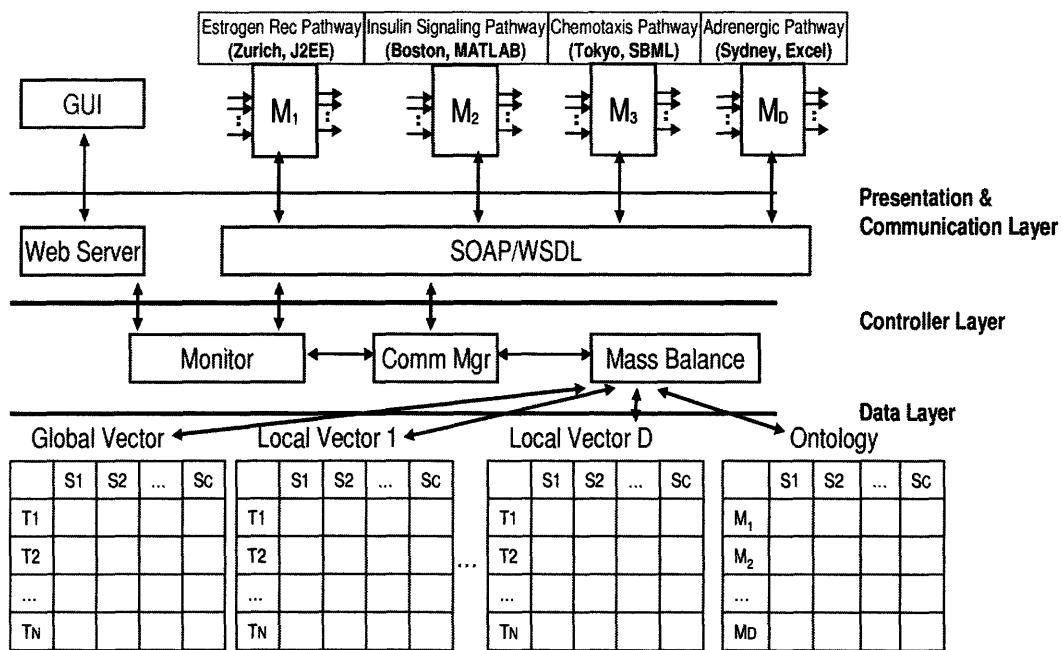 Estrogen Rec Pathway Insulin Signaling Pathway Chemotaxis Pathway Adrenergic Pathway
(Zurich, J2EE) (Boston, MATLAB) (Tokyo, SBML) (Sydney, Excel)
GUI M1 M2 M3 MD
Presentation &
Communication Layer
Web Server SOAP/WSDL
Controller Layer
Monitor Comm Mgr Mass Balance
Data Layer
Global Vector Local Vector 1 Local Vector D Ontology
S1 S2 ... Sc S1 S2 ... Sc S1 S2 ... Sc S1 S2 ... Sc
T1 T1 T1 M1
T2 T2 ... T2 M2
... ... ... ...
TN TN TN MD